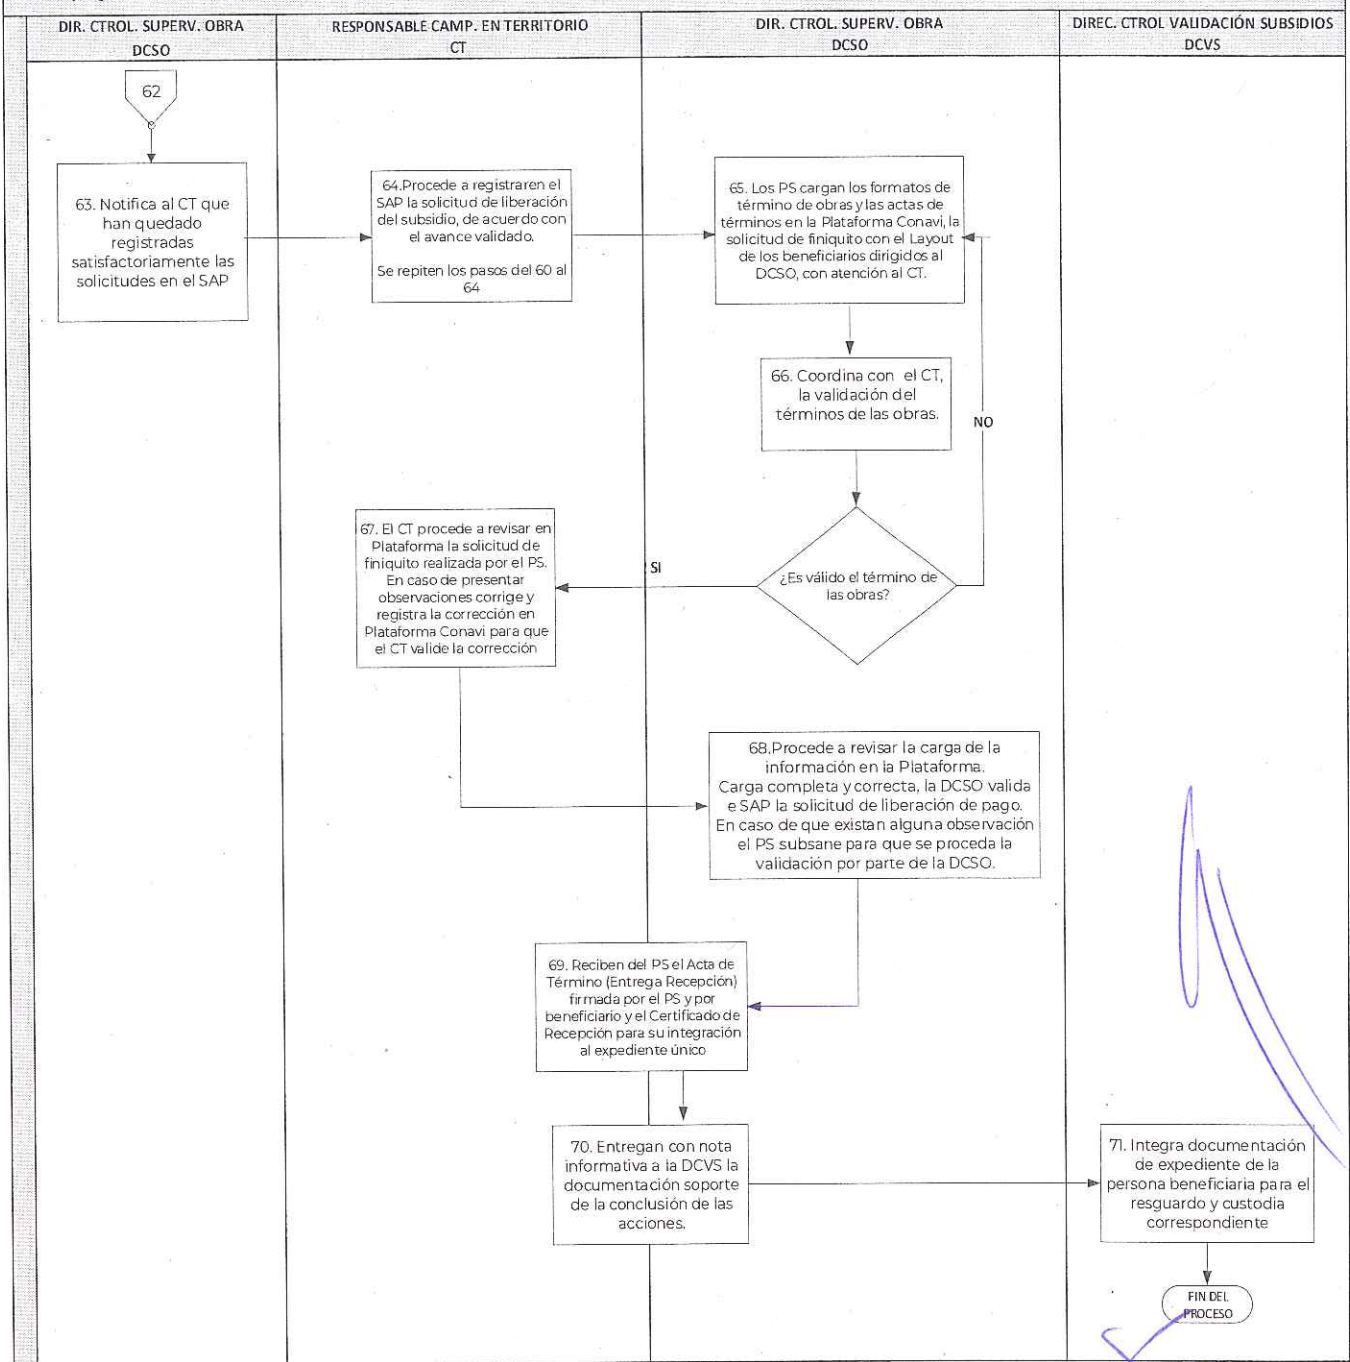 DIR. CTROL. SUPERV. OBRA
DCSO
RESPONSABLE CAMP. EN TERRITORIO
CT
DIR. CTROL. SUPERV. OBRA
DCSO
DIREC. CTROL VALIDACIÓN SUBSIDIOS
DCVS
62
63. Notifica al CT que
han quedado
registradas
satisfactoriamente las
solicitudes en el SAP
64.Procede a registraren el
SAP la solicitud de liberación
del subsidio, de acuerdo con
el avance validado.
Se repiten los pasos del 60 al
64
65. Los PS cargan los formatos de
término de obras y las actas de
términos en la Plataforma Conavi, la
solicitud de finiquito con el Layout
de los beneficiarios dirigidos al
DCSO, con atención al CT.
66. Coordina con el CT,
la validación del
términos de las obras.
NO
¿Es válido el término de
las obras?
SI
67. El CT procede a revisar en
Plataforma la solicitud de
finiquito realizada por el PS.
En caso de presentar
observaciones corrige y
registra la corrección en
Plataforma Conavi para que
el CT valide la corrección
68.Procede a revisar la carga de la
información en la Plataforma.
Carga completa y correcta, la DCSO valida
e SAP la solicitud de liberación de pago.
En caso de que existan alguna observación
el PS subsane para que se proceda la
validación por parte de la DCSO.
69. Reciben del PS el Acta de
Término (Entrega Recepción)
firmada por el PS y por
beneficiario y el Certificado de
Recepción para su integración
al expediente único
70. Entregan con nota
informativa a la DCVS la
documentación soporte
de la conclusión de las
acciones.
71. Integra documentación
de expediente de la
persona beneficiaria para el
resguardo y custodia
correspondiente
FIN DEL
PROCESO